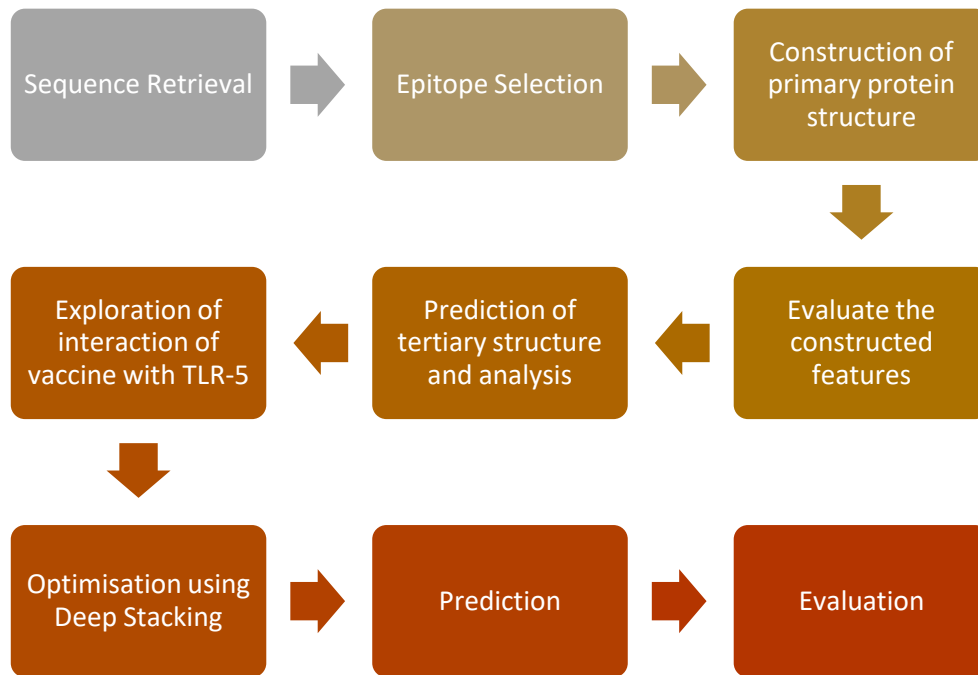 Sequence Retrieval
Epitope Selection
Construction of
primary protein
structure
Evaluate the
constructed
features
Prediction of
tertiary structure
and analysis
Exploration of
interaction of
vaccine with TLR-5
Optimisation using
Deep Stacking
Prediction
Evaluation